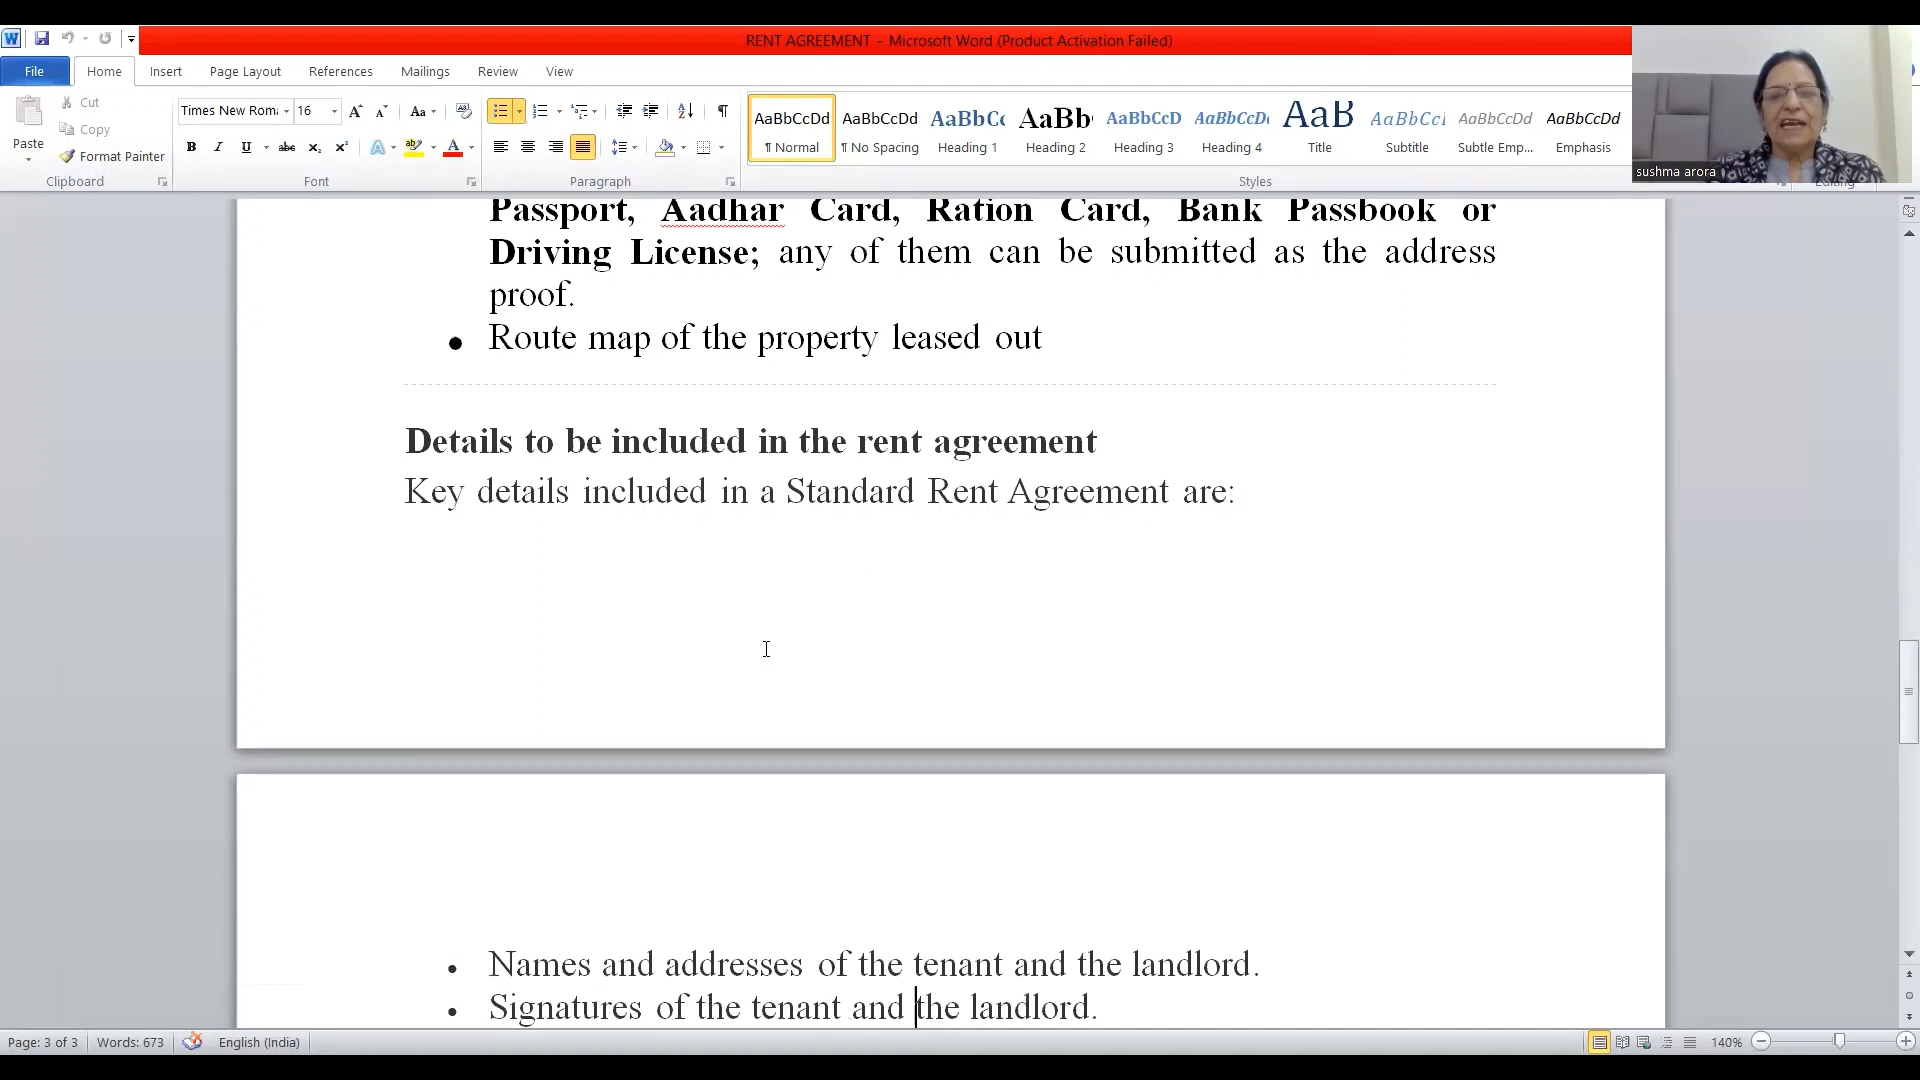 RENT AGREEMENT - Microsoft Word (Product Activation Failed)
File Home Insert Page Layout References Mailings Review View
Paste
Cut
Copy
Format Painter
Clipboard
Times New Roma 16
Font
Paragraph
AaBbCcDd AaBbCcDd AaBbCc AaBb AaBbCcD AaBbCcD AaB AaBbCcI AaBbCcDd AaBbCcDd
¶ Normal ¶ No Spacing Heading 1 Heading 2 Heading 3 Heading 4 Title Subtitle Subtle Emp... Emphasis
Styles
Editing
sushma arora
Passport, Aadhar Card, Ration Card, Bank Passbook or
Driving License; any of them can be submitted as the address
proof.
• Route map of the property leased out
Details to be included in the rent agreement
Key details included in a Standard Rent Agreement are:
• Names and addresses of the tenant and the landlord.
• Signatures of the tenant and the landlord.
Page: 3 of 3 Words: 673 English (India) 140%